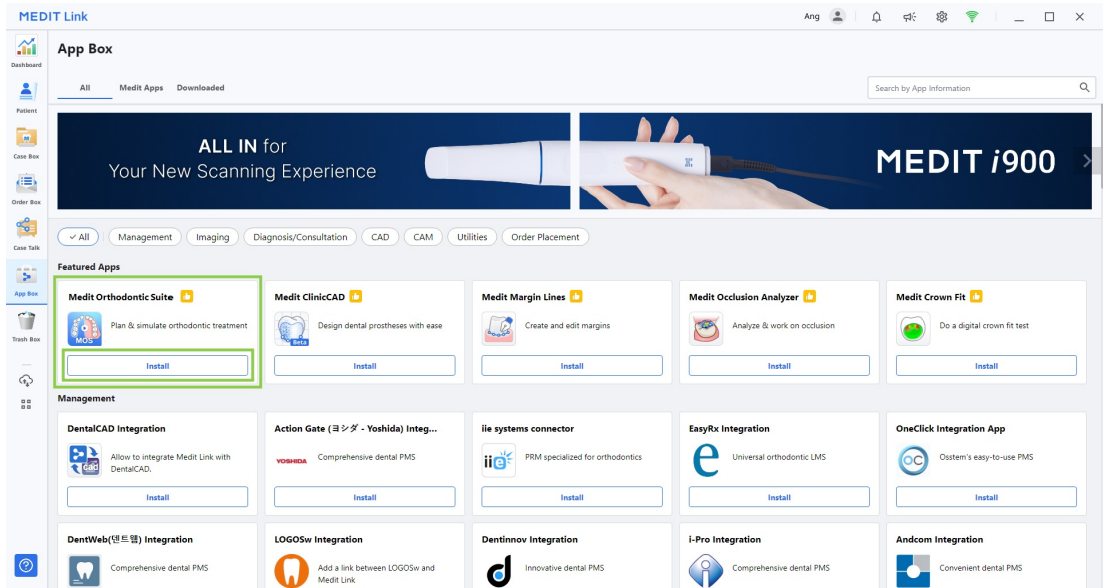 MEDIT Link
Ang
Dashboard
Patient
Case Box
Order Box
Case Talk
App Box
Trash Box
App Box
All
Medit Apps
Downloaded
Search by App Information
ALL IN for
Your New Scanning Experience
MEDIT i900
All
Management
Imaging
Diagnosis/Consultation
CAD
CAM
Utilities
Order Placement
Featured Apps
Medit Orthodontic Suite
MOS
Plan & simulate orthodontic treatment
Install
Medit ClinicCAD
Beta
Design dental prostheses with ease
Install
Medit Margin Lines
Create and edit margins
Install
Medit Occlusion Analyzer
Analyze & work on occlusion
Install
Medit Crown Fit
Do a digital crown fit test
Install
Management
DentalCAD Integration
cad
Allow to integrate Medit Link with
DentalCAD.
Install
Action Gate (ヨシダ - Yoshida) Integ...
YOSHIDA
Comprehensive dental PMS
Install
iie systems connector
iie
PRM specialized for orthodontics
Install
EasyRx Integration
e
Universal orthodontic LMS
Install
OneClick Integration App
OC
Osstem's easy-to-use PMS
Install
DentWeb(덴트웹) Integration
Comprehensive dental PMS
LOGOSw Integration
Add a link between LOGOSw and
Medit Link
Dentinnov Integration
Innovative dental PMS
i-Pro Integration
Comprehensive dental PMS
Andcom Integration
Convenient dental PMS